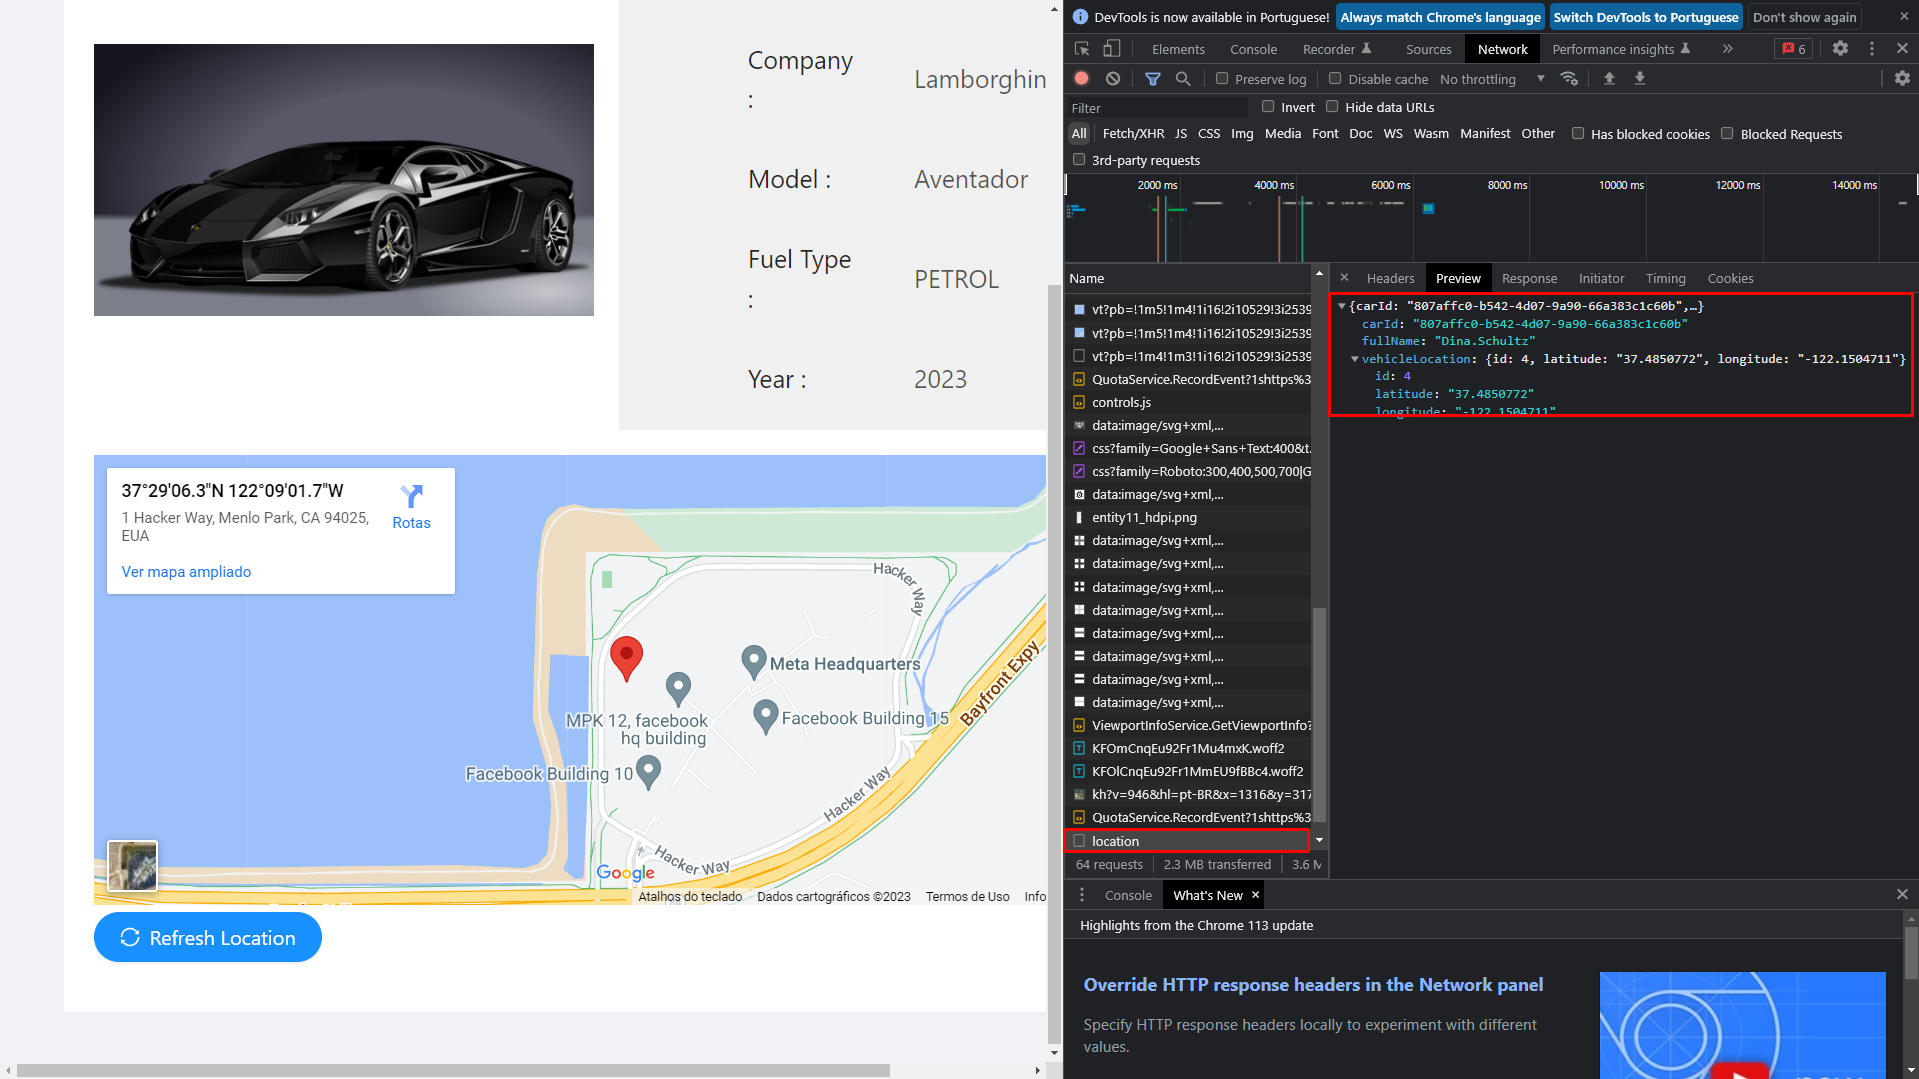 Company
:
Lamborghin
Model :
Aventador
Fuel Type
:
PETROL
Year :
2023
37°29'06.3"N 122°09'01.7"W
1 Hacker Way, Menlo Park, CA 94025,
EUA
Rotas
Ver mapa ampliado
Hacker Way
Meta Headquarters
MPK 12, facebook
hq building
Facebook Building 15
Facebook Building 10
Bayfront Expy
Hacker Way
Hacker Way
Google
Atalhos do teclado
Dados cartográficos ©2023
Termos de Uso
Info
Refresh Location
DevTools is now available in Portuguese!
Always match Chrome's language
Switch DevTools to Portuguese
Don't show again
Elements
Console
Recorder
Sources
Network
Performance insights
6
Preserve log
Disable cache
No throttling
Filter
Invert
Hide data URLs
All
Fetch/XHR
JS
CSS
Img
Media
Font
Doc
WS
Wasm
Manifest
Other
Has blocked cookies
Blocked Requests
3rd-party requests
2000 ms
4000 ms
6000 ms
8000 ms
10000 ms
12000 ms
14000 ms
Name
vt?pb=!1m5!1m4!1i16!2i10529!3i2539
vt?pb=!1m5!1m4!1i16!2i10529!3i2539
vt?pb=!1m4!1m3!1i16!2i10529!3i2539
QuotaService.RecordEvent?1shttps%3
controls.js
data:image/svg+xml,...
css?family=Google+Sans+Text:400&t.
css?family=Roboto:300,400,500,700|G
data:image/svg+xml,...
entity11_hdpi.png
data:image/svg+xml,...
data:image/svg+xml,...
data:image/svg+xml,...
data:image/svg+xml,...
data:image/svg+xml,...
data:image/svg+xml,...
data:image/svg+xml,...
data:image/svg+xml,...
ViewportInfoService.GetViewportInfo?
KFOmCnqEu92Fr1Mu4mxK.woff2
KFOlCnqEu92Fr1MmEU9fBBc4.woff2
kh?v=946&hl=pt-BR&x=1316&y=317
QuotaService.RecordEvent?1shttps%3
location
64 requests
2.3 MB transferred
3.6 M
Headers
Preview
Response
Initiator
Timing
Cookies
{carId: "807affc0-b542-4d07-9a90-66a383c1c60b",…}
carId: "807affc0-b542-4d07-9a90-66a383c1c60b"
fullName: "Dina.Schultz"
vehicleLocation: {id: 4, latitude: "37.4850772", longitude: "-122.1504711"}
id: 4
latitude: "37.4850772"
longitude: "-122.1504711"
Console
What's New
Highlights from the Chrome 113 update
Override HTTP response headers in the Network panel
Specify HTTP response headers locally to experiment with different
values.